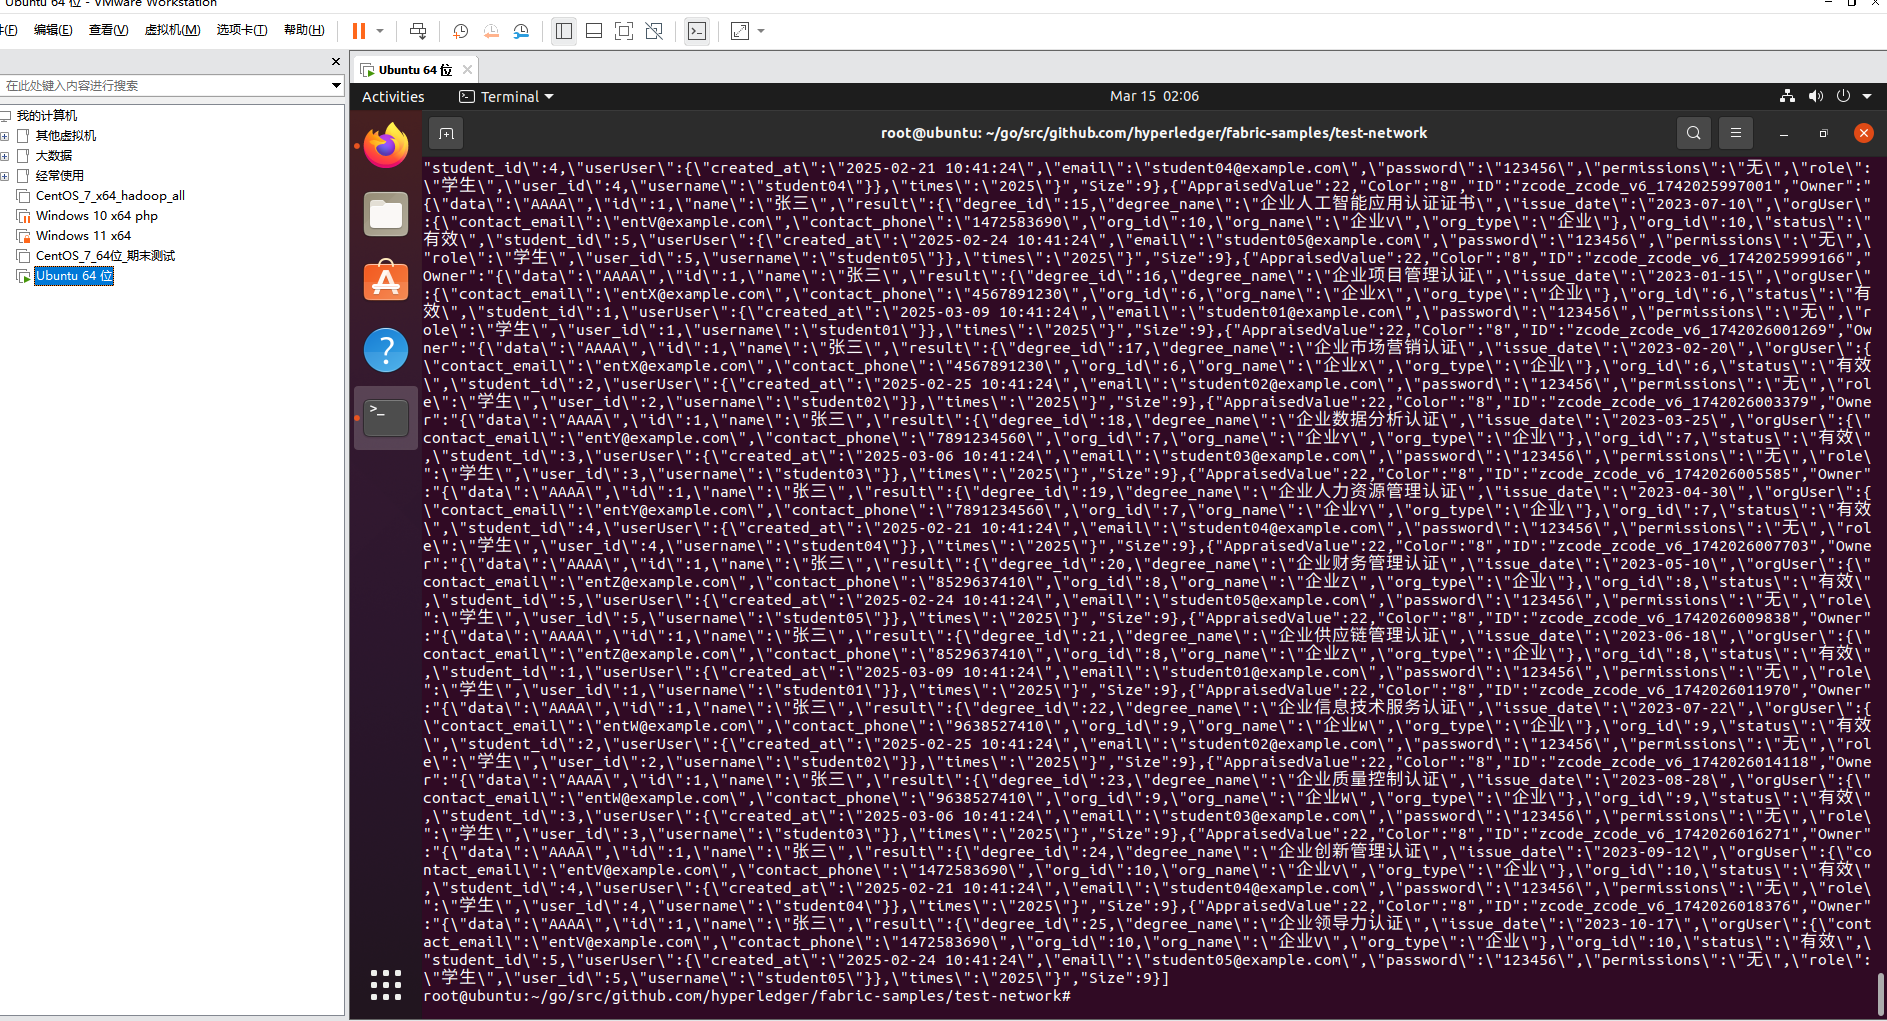 Ubuntu 64 位 - VMware Workstation
(F) 编辑(E) 查看(V) 虚拟机(M) 选项卡(T) 帮助(H)
在此处键入内容进行搜索
我的计算机
其他虚拟机
大数据
经常使用
CentOS_7_x64_hadoop_all
Windows 10 x64 php
Windows 11 x64
CentOS_7_64位_期末测试
Ubuntu 64 位
Ubuntu 64 位
Activities Terminal Mar 15 02:06
root@ubuntu: ~/go/src/github.com/hyperledger/fabric-samples/test-network
"student_id\":4,\"userUser\":{\"created_at\":\"2025-02-21 10:41:24\",\"email\":\"student04@example.com\",\"password\":\"123456\",\"permissions\":\"无\",\"role\":
\"学生\",\"user_id\":4,\"username\":\"student04\"}},\"times\":\"2025\"}","Size":9},{"AppraisedValue":22,"Color":"8","ID":"zcode_zcode_v6_1742025997001","Owner":"
{\"data\":\"AAAA\",\"id\":1,\"name\":\"张三\",\"result\":{\"degree_id\":15,\"degree_name\":\"企业人工智能应用认证证书\",\"issue_date\":\"2023-07-10\",\"orgUser\"
:{\"contact_email\":\"entV@example.com\",\"contact_phone\":\"1472583690\",\"org_id\":10,\"org_name\":\"企业V\",\"org_type\":\"企业\"},\"org_id\":10,\"status\":\"
有效\",\"student_id\":5,\"userUser\":{\"created_at\":\"2025-02-24 10:41:24\",\"email\":\"student05@example.com\",\"password\":\"123456\",\"permissions\":\"无\",\
"role\":\"学生\",\"user_id\":5,\"username\":\"student05\"}},\"times\":\"2025\"}","Size":9},{"AppraisedValue":22,"Color":"8","ID":"zcode_zcode_v6_1742025999166","
Owner":"{\"data\":\"AAAA\",\"id\":1,\"name\":\"张三\",\"result\":{\"degree_id\":16,\"degree_name\":\"企业项目管理认证\",\"issue_date\":\"2023-01-15\",\"orgUser\"
:{\"contact_email\":\"entX@example.com\",\"contact_phone\":\"4567891230\",\"org_id\":6,\"org_name\":\"企业X\",\"org_type\":\"企业\"},\"org_id\":6,\"status\":\"有
效\",\"student_id\":1,\"userUser\":{\"created_at\":\"2025-03-09 10:41:24\",\"email\":\"student01@example.com\",\"password\":\"123456\",\"permissions\":\"无\",\"r
ole\":\"学生\",\"user_id\":1,\"username\":\"student01\"}},\"times\":\"2025\"}","Size":9},{"AppraisedValue":22,"Color":"8","ID":"zcode_zcode_v6_1742026001269","Ow
ner":"{\"data\":\"AAAA\",\"id\":1,\"name\":\"张三\",\"result\":{\"degree_id\":17,\"degree_name\":\"企业市场营销认证\",\"issue_date\":\"2023-02-20\",\"orgUser\":{
\"contact_email\":\"entX@example.com\",\"contact_phone\":\"4567891230\",\"org_id\":6,\"org_name\":\"企业X\",\"org_type\":\"企业\"},\"org_id\":6,\"status\":\"有效
\",\"student_id\":2,\"userUser\":{\"created_at\":\"2025-02-25 10:41:24\",\"email\":\"student02@example.com\",\"password\":\"123456\",\"permissions\":\"无\",\"rol
e\":\"学生\",\"user_id\":2,\"username\":\"student02\"}},\"times\":\"2025\"}","Size":9},{"AppraisedValue":22,"Color":"8","ID":"zcode_zcode_v6_1742026003379","Owne
r":"{\"data\":\"AAAA\",\"id\":1,\"name\":\"张三\",\"result\":{\"degree_id\":18,\"degree_name\":\"企业数据分析认证\",\"issue_date\":\"2023-03-25\",\"orgUser\":{\"
contact_email\":\"entY@example.com\",\"contact_phone\":\"7891234560\",\"org_id\":7,\"org_name\":\"企业Y\",\"org_type\":\"企业\"},\"org_id\":7,\"status\":\"有效\"
,\"student_id\":3,\"userUser\":{\"created_at\":\"2025-03-06 10:41:24\",\"email\":\"student03@example.com\",\"password\":\"123456\",\"permissions\":\"无\",\"role\
":\"学生\",\"user_id\":3,\"username\":\"student03\"}},\"times\":\"2025\"}","Size":9},{"AppraisedValue":22,"Color":"8","ID":"zcode_zcode_v6_1742026005585","Owner"
:"{\"data\":\"AAAA\",\"id\":1,\"name\":\"张三\",\"result\":{\"degree_id\":19,\"degree_name\":\"企业人力资源管理认证\",\"issue_date\":\"2023-04-30\",\"orgUser\":{
\"contact_email\":\"entY@example.com\",\"contact_phone\":\"7891234560\",\"org_id\":7,\"org_name\":\"企业Y\",\"org_type\":\"企业\"},\"org_id\":7,\"status\":\"有效
\",\"student_id\":4,\"userUser\":{\"created_at\":\"2025-02-21 10:41:24\",\"email\":\"student04@example.com\",\"password\":\"123456\",\"permissions\":\"无\",\"rol
e\":\"学生\",\"user_id\":4,\"username\":\"student04\"}},\"times\":\"2025\"}","Size":9},{"AppraisedValue":22,"Color":"8","ID":"zcode_zcode_v6_1742026007703","Owne
r":"{\"data\":\"AAAA\",\"id\":1,\"name\":\"张三\",\"result\":{\"degree_id\":20,\"degree_name\":\"企业财务管理认证\",\"issue_date\":\"2023-05-10\",\"orgUser\":{\"
contact_email\":\"entZ@example.com\",\"contact_phone\":\"8529637410\",\"org_id\":8,\"org_name\":\"企业Z\",\"org_type\":\"企业\"},\"org_id\":8,\"status\":\"有效\"
,\"student_id\":5,\"userUser\":{\"created_at\":\"2025-02-24 10:41:24\",\"email\":\"student05@example.com\",\"password\":\"123456\",\"permissions\":\"无\",\"role\
":\"学生\",\"user_id\":5,\"username\":\"student05\"}},\"times\":\"2025\"}","Size":9},{"AppraisedValue":22,"Color":"8","ID":"zcode_zcode_v6_1742026009838","Owner"
:"{\"data\":\"AAAA\",\"id\":1,\"name\":\"张三\",\"result\":{\"degree_id\":21,\"degree_name\":\"企业供应链管理认证\",\"issue_date\":\"2023-06-18\",\"orgUser\":{\"
contact_email\":\"entZ@example.com\",\"contact_phone\":\"8529637410\",\"org_id\":8,\"org_name\":\"企业Z\",\"org_type\":\"企业\"},\"org_id\":8,\"status\":\"有效\"
,\"student_id\":1,\"userUser\":{\"created_at\":\"2025-03-09 10:41:24\",\"email\":\"student01@example.com\",\"password\":\"123456\",\"permissions\":\"无\",\"role\
":\"学生\",\"user_id\":1,\"username\":\"student01\"}},\"times\":\"2025\"}","Size":9},{"AppraisedValue":22,"Color":"8","ID":"zcode_zcode_v6_1742026011970","Owner"
:"{\"data\":\"AAAA\",\"id\":1,\"name\":\"张三\",\"result\":{\"degree_id\":22,\"degree_name\":\"企业信息技术服务认证\",\"issue_date\":\"2023-07-22\",\"orgUser\":{
\"contact_email\":\"entW@example.com\",\"contact_phone\":\"9638527410\",\"org_id\":9,\"org_name\":\"企业W\",\"org_type\":\"企业\"},\"org_id\":9,\"status\":\"有效
\",\"student_id\":2,\"userUser\":{\"created_at\":\"2025-02-25 10:41:24\",\"email\":\"student02@example.com\",\"password\":\"123456\",\"permissions\":\"无\",\"rol
e\":\"学生\",\"user_id\":2,\"username\":\"student02\"}},\"times\":\"2025\"}","Size":9},{"AppraisedValue":22,"Color":"8","ID":"zcode_zcode_v6_1742026014118","Owne
r":"{\"data\":\"AAAA\",\"id\":1,\"name\":\"张三\",\"result\":{\"degree_id\":23,\"degree_name\":\"企业质量控制认证\",\"issue_date\":\"2023-08-28\",\"orgUser\":{\"
contact_email\":\"entW@example.com\",\"contact_phone\":\"9638527410\",\"org_id\":9,\"org_name\":\"企业W\",\"org_type\":\"企业\"},\"org_id\":9,\"status\":\"有效\"
,\"student_id\":3,\"userUser\":{\"created_at\":\"2025-03-06 10:41:24\",\"email\":\"student03@example.com\",\"password\":\"123456\",\"permissions\":\"无\",\"role\
":\"学生\",\"user_id\":3,\"username\":\"student03\"}},\"times\":\"2025\"}","Size":9},{"AppraisedValue":22,"Color":"8","ID":"zcode_zcode_v6_1742026016271","Owner"
:"{\"data\":\"AAAA\",\"id\":1,\"name\":\"张三\",\"result\":{\"degree_id\":24,\"degree_name\":\"企业创新管理认证\",\"issue_date\":\"2023-09-12\",\"orgUser\":{\"co
ntact_email\":\"entV@example.com\",\"contact_phone\":\"1472583690\",\"org_id\":10,\"org_name\":\"企业V\",\"org_type\":\"企业\"},\"org_id\":10,\"status\":\"有效\"
,\"student_id\":4,\"userUser\":{\"created_at\":\"2025-02-21 10:41:24\",\"email\":\"student04@example.com\",\"password\":\"123456\",\"permissions\":\"无\",\"role\
":\"学生\",\"user_id\":4,\"username\":\"student04\"}},\"times\":\"2025\"}","Size":9},{"AppraisedValue":22,"Color":"8","ID":"zcode_zcode_v6_1742026018376","Owner"
:"{\"data\":\"AAAA\",\"id\":1,\"name\":\"张三\",\"result\":{\"degree_id\":25,\"degree_name\":\"企业领导力认证\",\"issue_date\":\"2023-10-17\",\"orgUser\":{\"cont
act_email\":\"entV@example.com\",\"contact_phone\":\"1472583690\",\"org_id\":10,\"org_name\":\"企业V\",\"org_type\":\"企业\"},\"org_id\":10,\"status\":\"有效\",
\"student_id\":5,\"userUser\":{\"created_at\":\"2025-02-24 10:41:24\",\"email\":\"student05@example.com\",\"password\":\"123456\",\"permissions\":\"无\",\"role\":
\"学生\",\"user_id\":5,\"username\":\"student05\"}},\"times\":\"2025\"}","Size":9}]
root@ubuntu:~/go/src/github.com/hyperledger/fabric-samples/test-network#